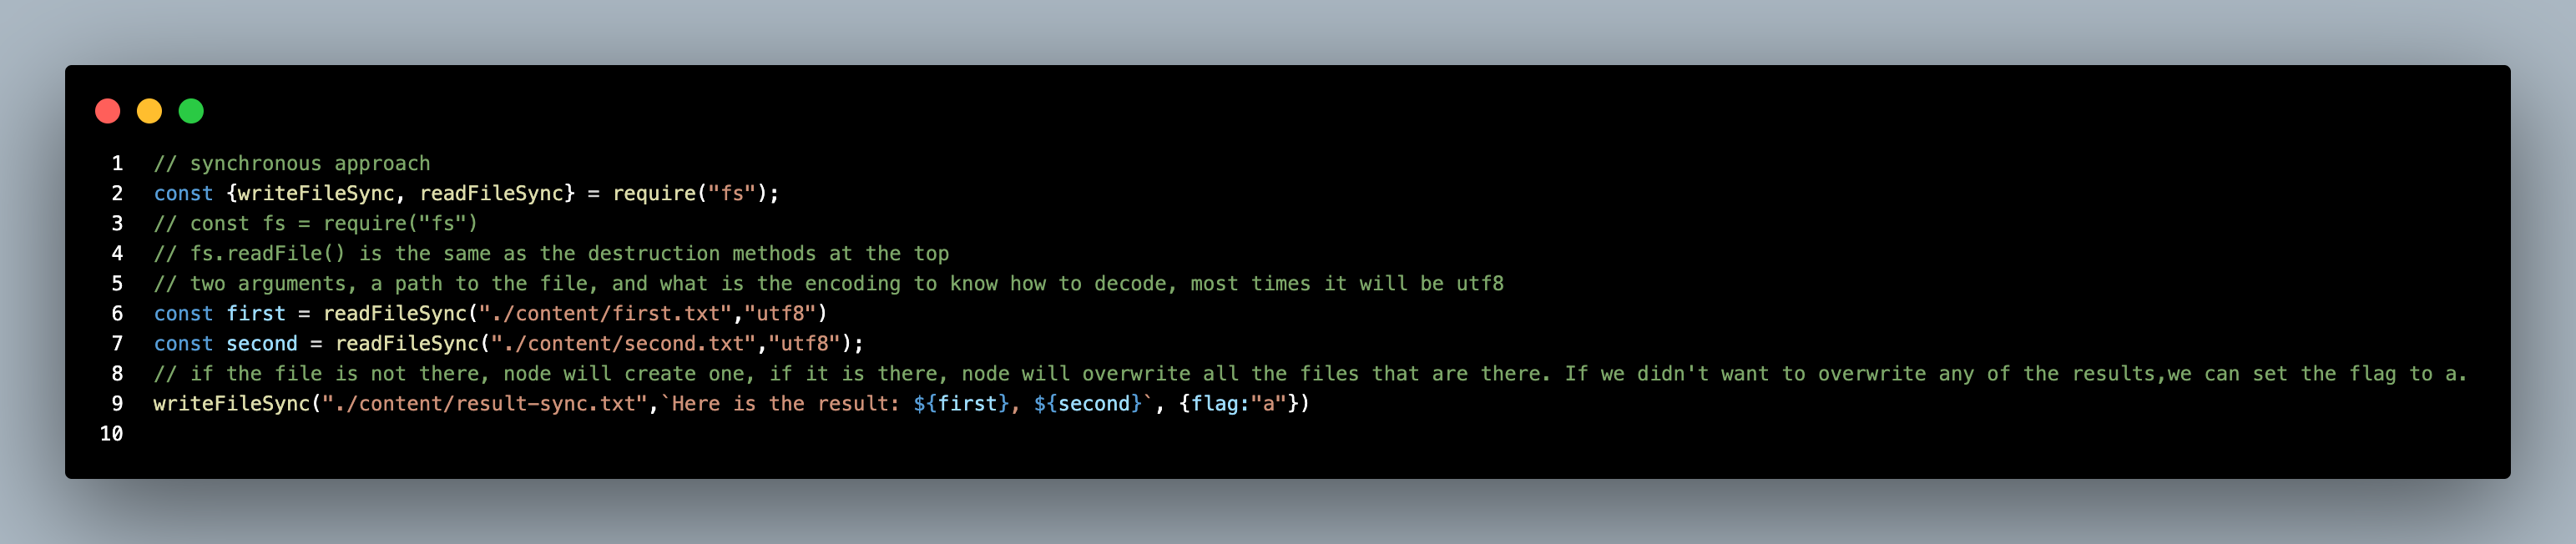 1 // synchronous approach
2 const {writeFileSync, readFileSync} = require("fs");
3 // const fs = require("fs")
4 // fs.readFile() is the same as the destruction methods at the top
5 // two arguments, a path to the file, and what is the encoding to know how to decode, most times it will be utf8
6 const first = readFileSync("./content/first.txt","utf8")
7 const second = readFileSync("./content/second.txt","utf8");
8 // if the file is not there, node will create one, if it is there, node will overwrite all the files that are there. If we didn't want to overwrite any of the results,we can set the flag to a.
9 writeFileSync("./content/result-sync.txt",`Here is the result: ${first}, ${second}`, {flag:"a"})
10